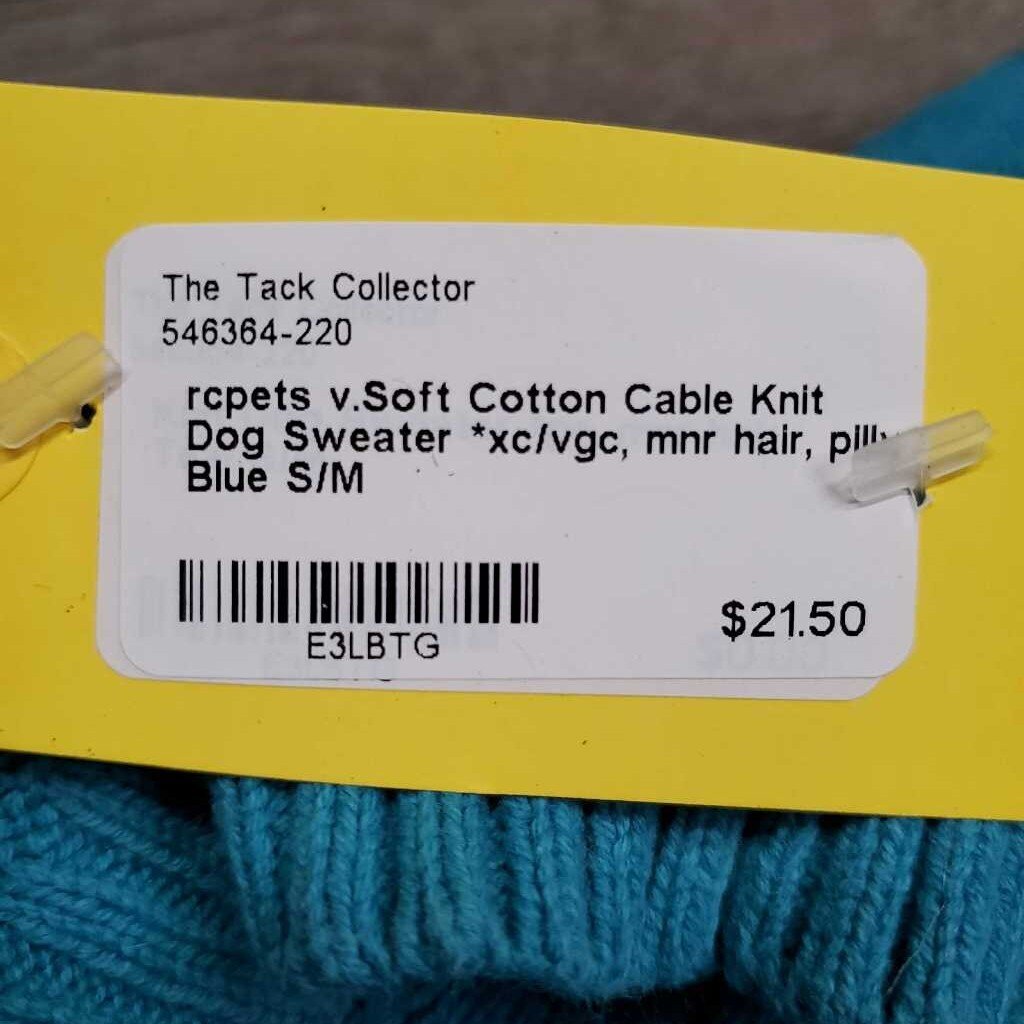 The Tack Collector
546364-220
rcpets v.Soft Cotton Cable Knit
Dog Sweater *xc/vgc, mnr hair, pilly
Blue S/M
E3LBTG
$21.50